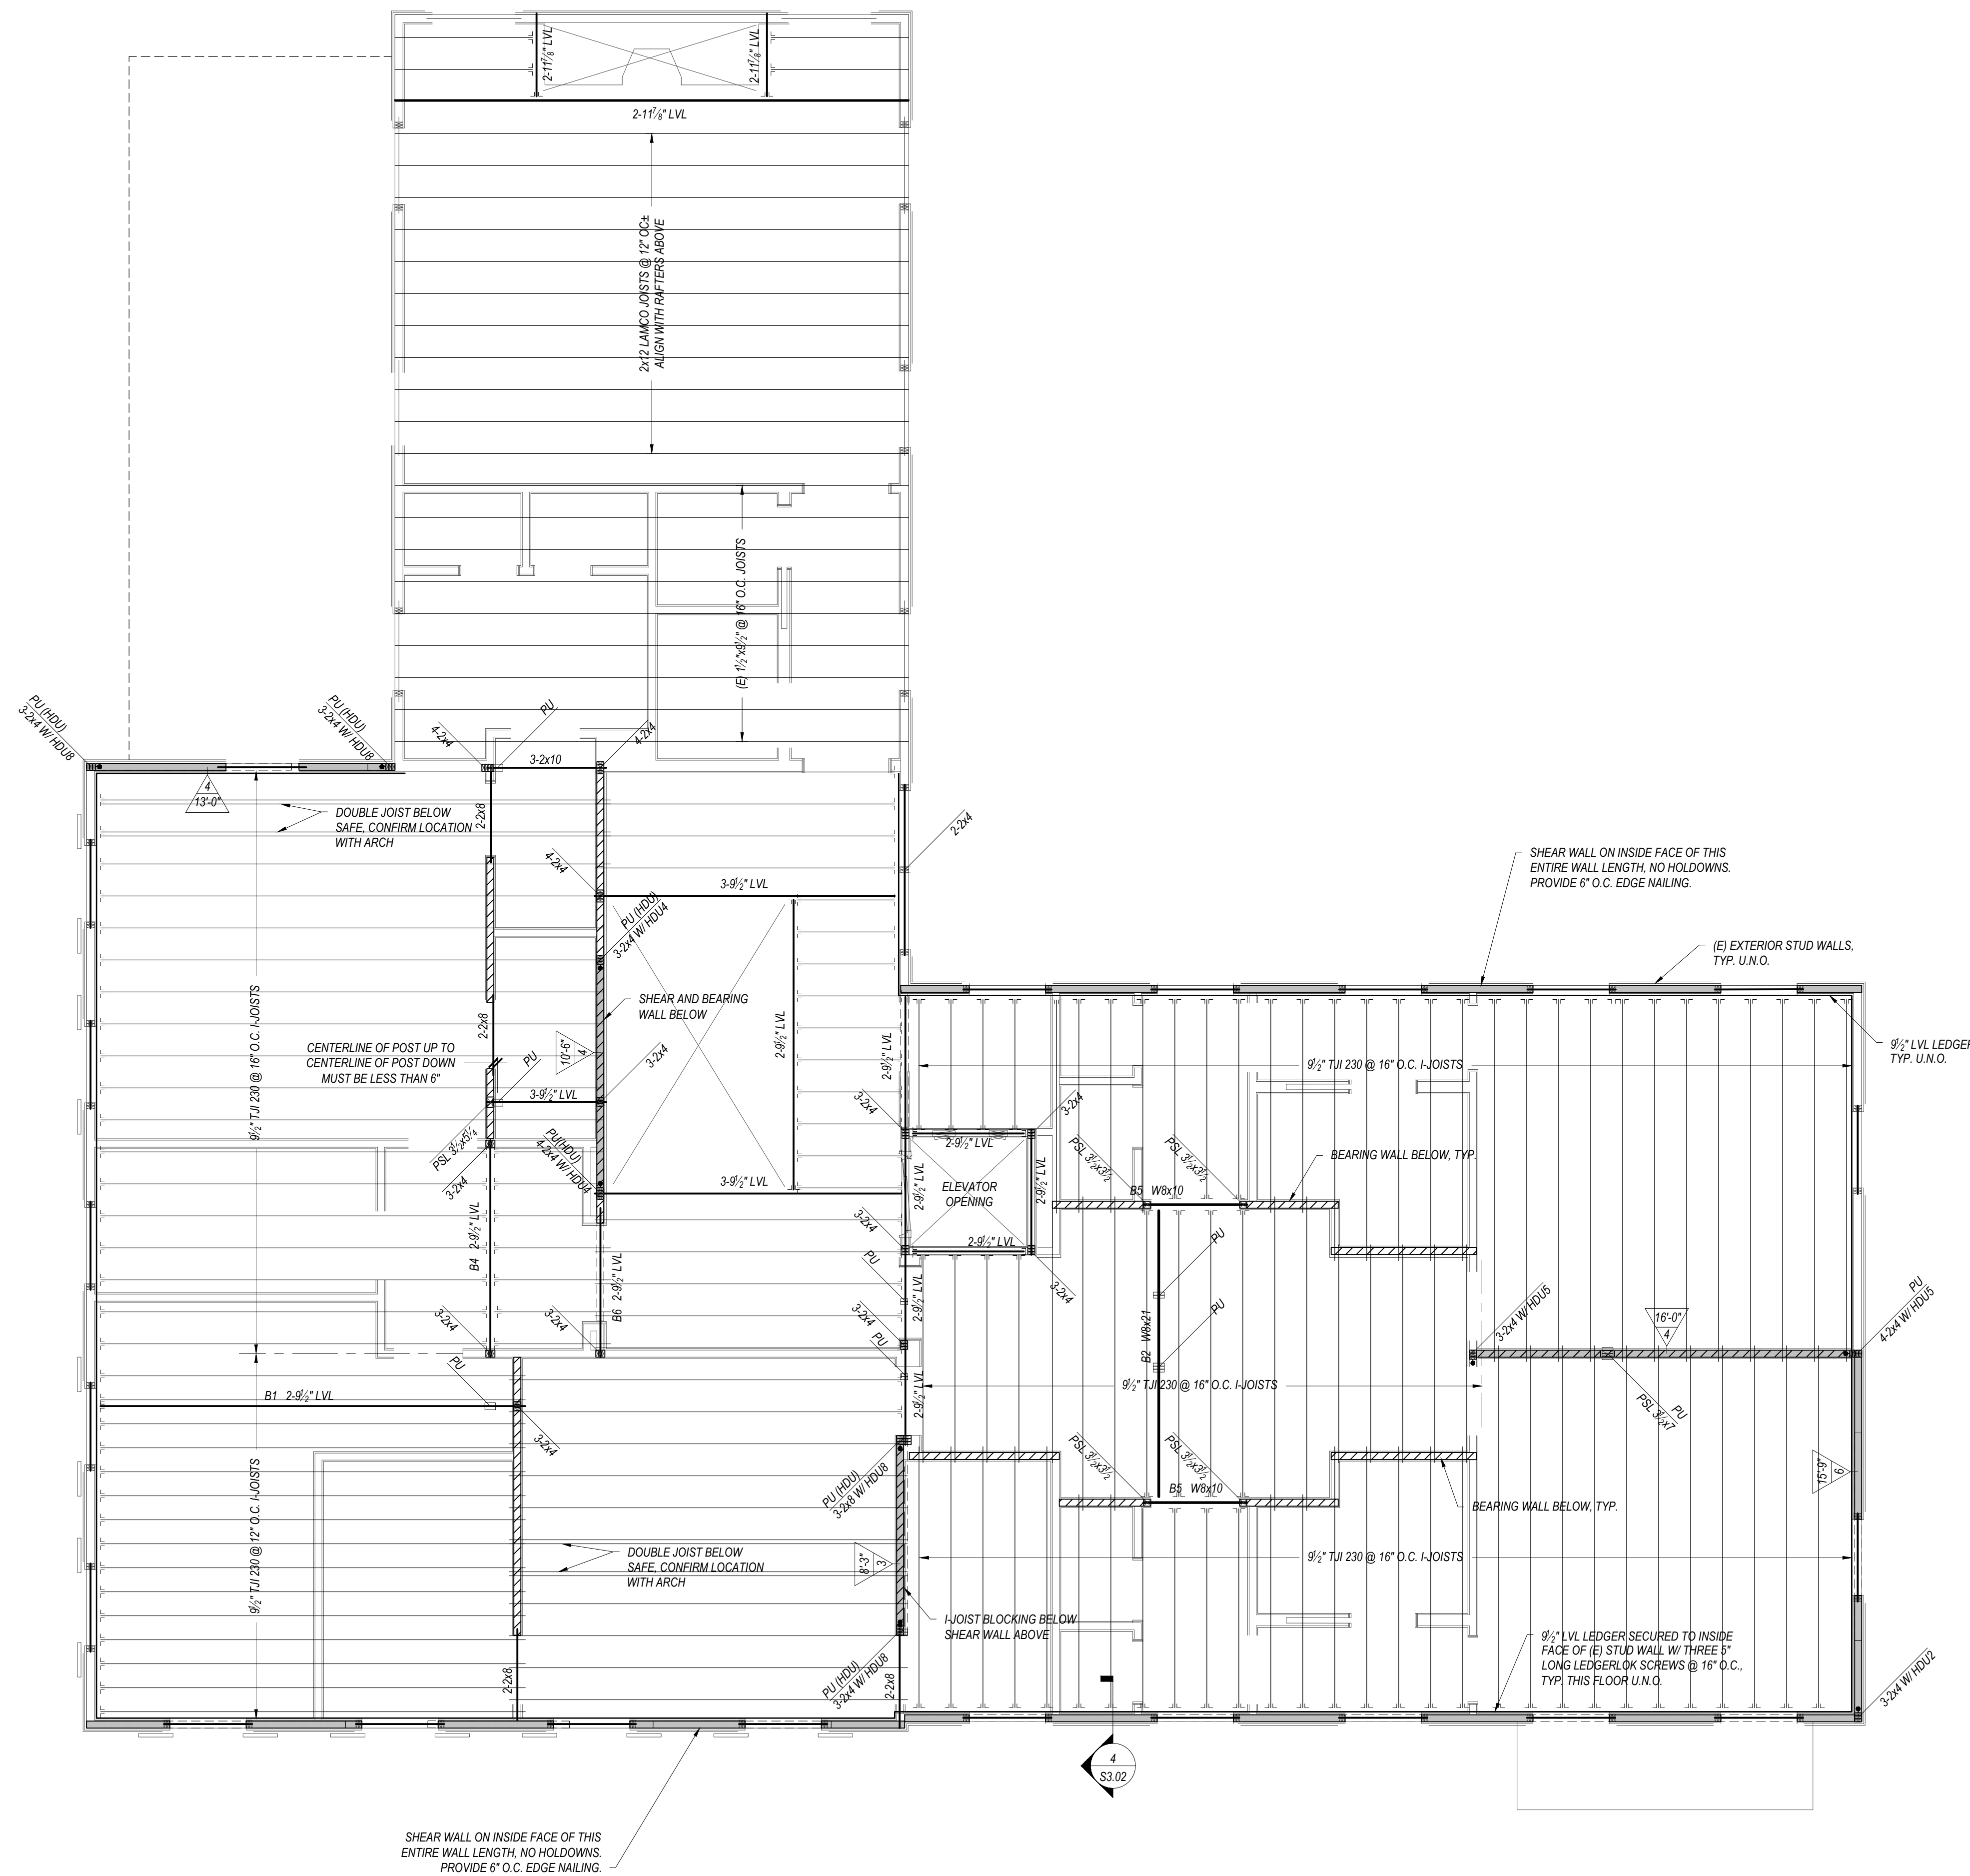 2-11⅞" LVL
2-11⅞" LVL
2-11⅞" LVL
2x12 LAMCO JOISTS @ 12" OC±
ALIGN WITH RAFTERS ABOVE
(E) 1½"x9½" @ 16" O.C. JOISTS
PU (HDU)
3-2x4 W/ HDU8
PU (HDU)
3-2x4 W/ HDU8
4-2x4
PU
4-2x4
3-2x10
4
13'-0"
DOUBLE JOIST BELOW
SAFE, CONFIRM LOCATION
WITH ARCH
2-2x8
2-2x4
4-2x4
3-9½" LVL
PU (HDU)
3-2x4 W/ HDU4
SHEAR WALL ON INSIDE FACE OF THIS
ENTIRE WALL LENGTH, NO HOLDOWNS.
PROVIDE 6" O.C. EDGE NAILING.
(E) EXTERIOR STUD WALLS,
TYP. U.N.O.
9½" TJI 230 @ 16" O.C. I-JOISTS
SHEAR AND BEARING
WALL BELOW
2-2x8
CENTERLINE OF POST UP TO
CENTERLINE OF POST DOWN
MUST BE LESS THAN 6"
PU
10'-6"
4
3-2x4
2-9½" LVL
2-9½" LVL
9½" LVL LEDGER
TYP. U.N.O.
9½" TJI 230 @ 16" O.C. I-JOISTS
3-9½" LVL
3-2x4
3-2x4
PSL 3½x5¼
3-2x4
PU(HDU)
4-2x4 W/ HDU4
2-9½" LVL
PSL 3½x3½
PSL 3½x3½
BEARING WALL BELOW, TYP.
3-9½" LVL
2-9½" LVL
ELEVATOR
OPENING
2-9½" LVL
B5 W8x10
B4 2-9½" LVL
3-2x4
2-9½" LVL
PU
PU
3-2x4
B6 2-9½" LVL
2-9½" LVL
3-2x4
3-2x4
3-2x4
PU
PU
B2 W8x21
PU
3-2x4 W/ HDU5
16'-0"
4
PU
4-2x4 W/ HDU5
PU
B1 2-9½" LVL
2-9½" LVL
9½" TJI 230 @ 16" O.C. I-JOISTS
PU
PSL 3½x7
3-2x4
PU (HDU)
3-2x8 W/ HDU8
PSL 3½x3½
PSL 3½x3½
B5 W8x10
15'-9"
6
BEARING WALL BELOW, TYP.
9½" TJI 230 @ 12" O.C. I-JOISTS
DOUBLE JOIST BELOW
SAFE, CONFIRM LOCATION
WITH ARCH
8'-3"
3
9½" TJI 230 @ 16" O.C. I-JOISTS
I-JOIST BLOCKING BELOW
SHEAR WALL ABOVE
9½" LVL LEDGER SECURED TO INSIDE
FACE OF (E) STUD WALL W/ THREE 5"
LONG LEDGERLOK SCREWS @ 16" O.C.,
TYP. THIS FLOOR U.N.O.
2-2x8
PU (HDU)
3-2x4 W/ HDU8
2-2x8
3-2x4 W/ HDU2
4
S3.02
SHEAR WALL ON INSIDE FACE OF THIS
ENTIRE WALL LENGTH, NO HOLDOWNS.
PROVIDE 6" O.C. EDGE NAILING.